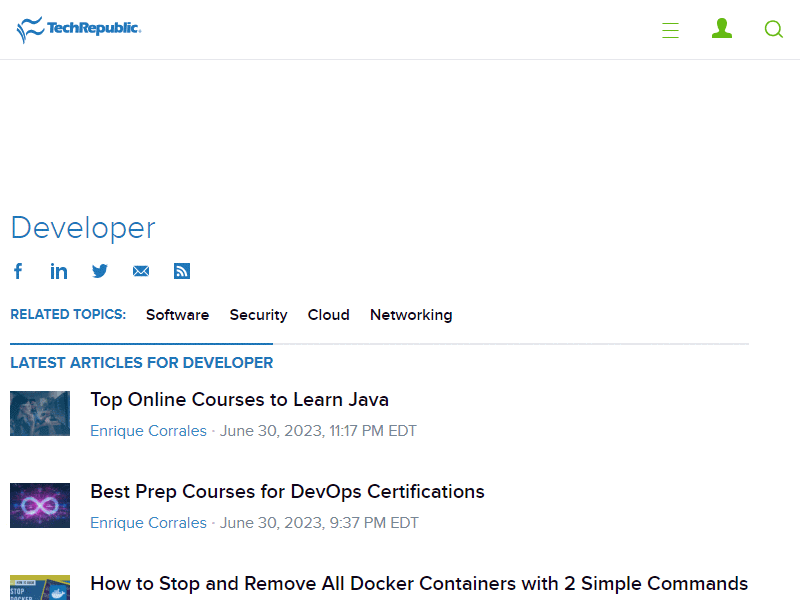 TechRepublic.
Developer
RELATED TOPICS: Software Security Cloud Networking
LATEST ARTICLES FOR DEVELOPER
Top Online Courses to Learn Java
Enrique Corrales · June 30, 2023, 11:17 PM EDT
Best Prep Courses for DevOps Certifications
Enrique Corrales · June 30, 2023, 9:37 PM EDT
How to Stop and Remove All Docker Containers with 2 Simple Commands
STOP